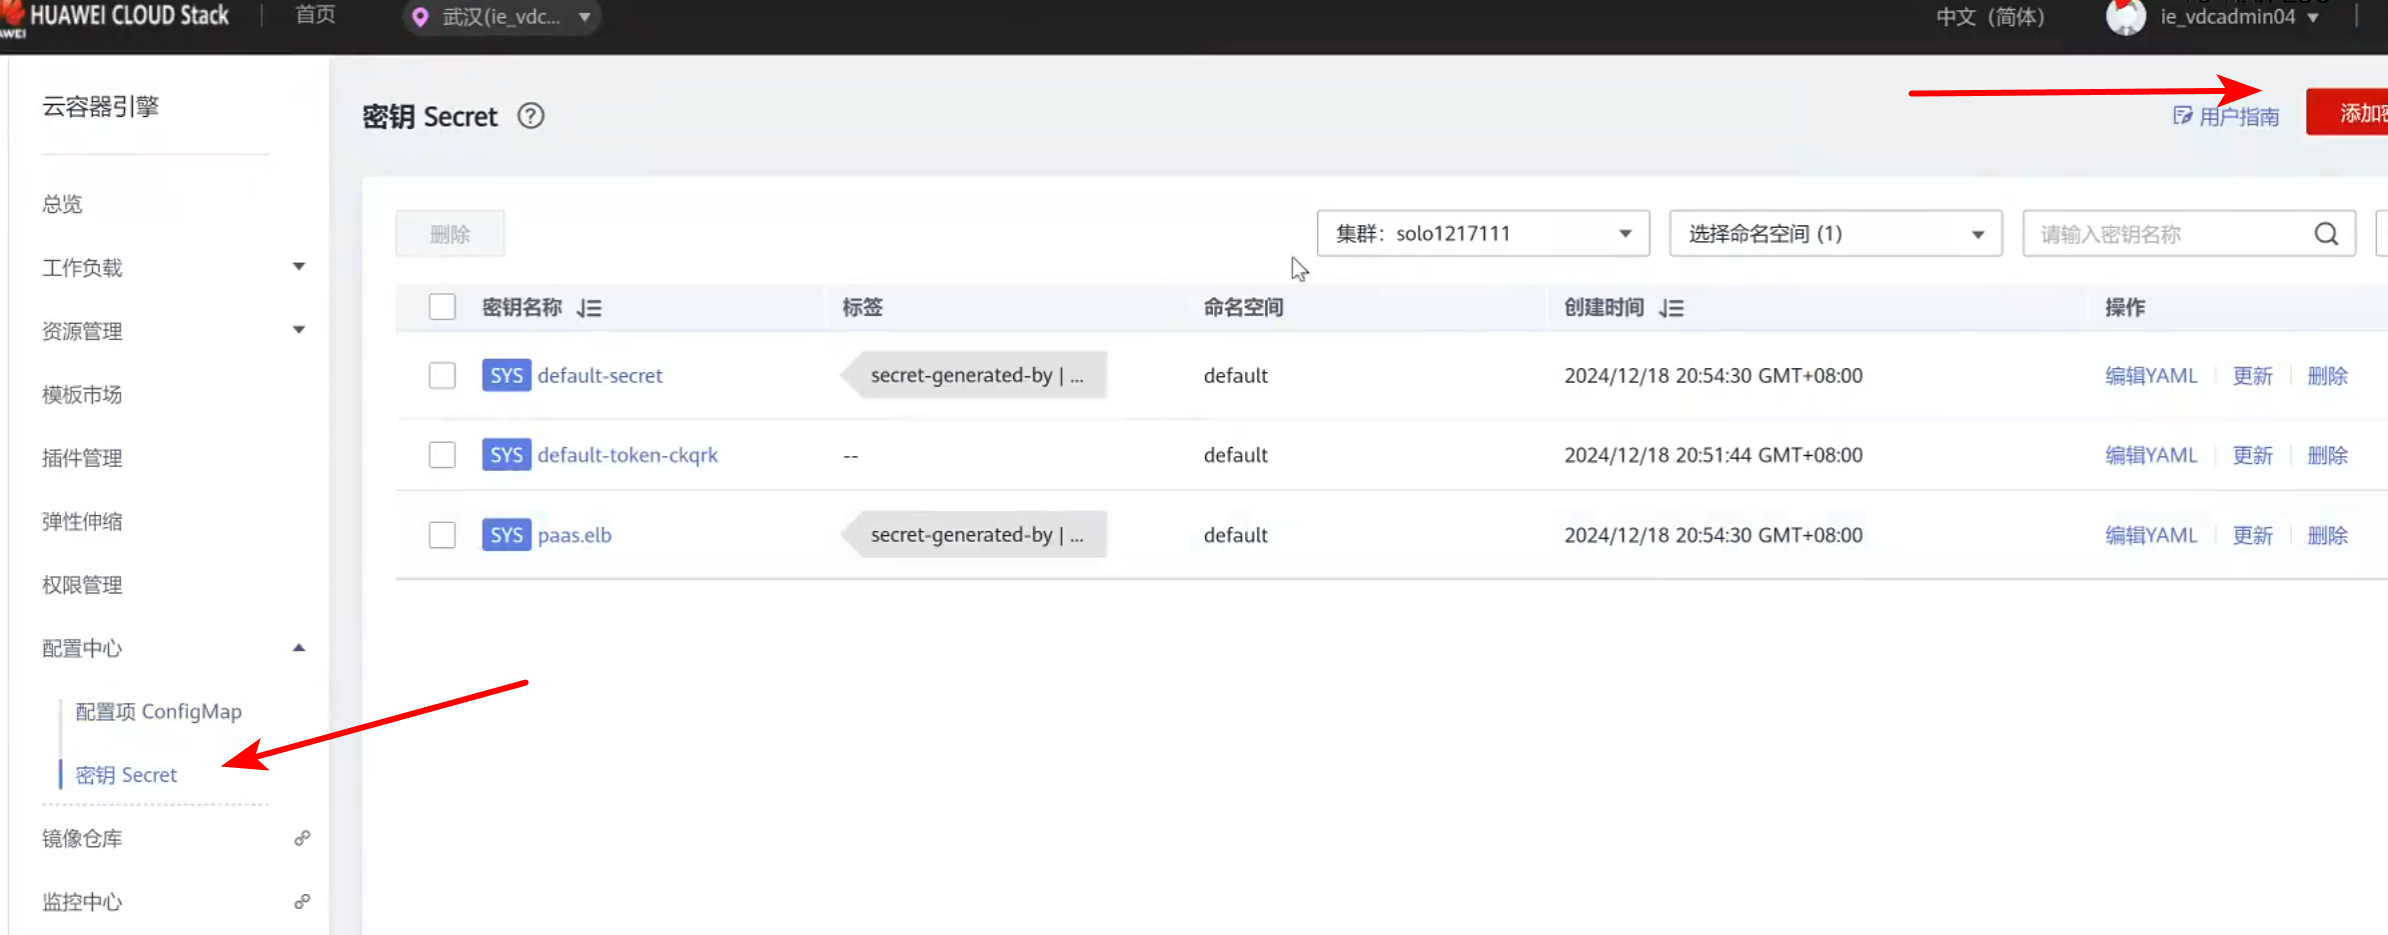 HUAWEI CLOUD Stack 首页 武汉(ie_vdc... 中文（简体） ie_vdcadmin04
云容器引擎
总览
工作负载
资源管理
模板市场
插件管理
弹性伸缩
权限管理
配置中心
配置项 ConfigMap
密钥 Secret
镜像仓库
监控中心
密钥 Secret ? 用户指南 添加
删除 集群：solo1217111 选择命名空间 (1) 请输入密钥名称
密钥名称 标签 命名空间 创建时间 操作
SYS default-secret secret-generated-by | ... default 2024/12/18 20:54:30 GMT+08:00 编辑YAML 更新 删除
SYS default-token-ckqrk -- default 2024/12/18 20:51:44 GMT+08:00 编辑YAML 更新 删除
SYS paas.elb secret-generated-by | ... default 2024/12/18 20:54:30 GMT+08:00 编辑YAML 更新 删除